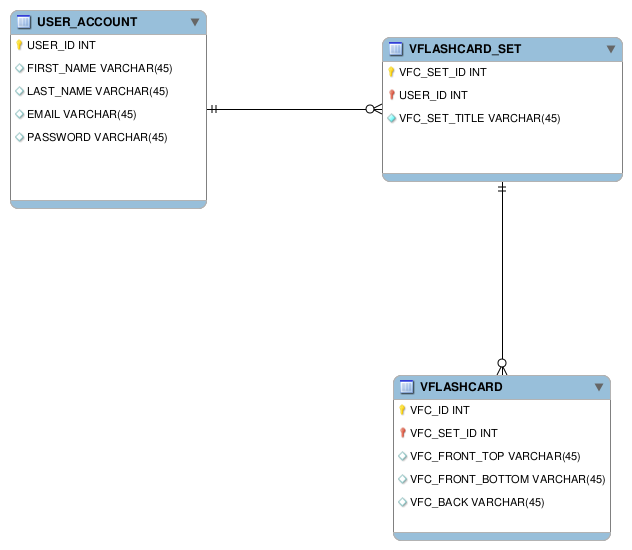 USER_ACCOUNT
USER_ID INT
FIRST_NAME VARCHAR(45)
LAST_NAME VARCHAR(45)
EMAIL VARCHAR(45)
PASSWORD VARCHAR(45)
VFLASHCARD_SET
VFC_SET_ID INT
USER_ID INT
VFC_SET_TITLE VARCHAR(45)
VFLASHCARD
VFC_ID INT
VFC_SET_ID INT
VFC_FRONT_TOP VARCHAR(45)
VFC_FRONT_BOTTOM VARCHAR(45)
VFC_BACK VARCHAR(45)